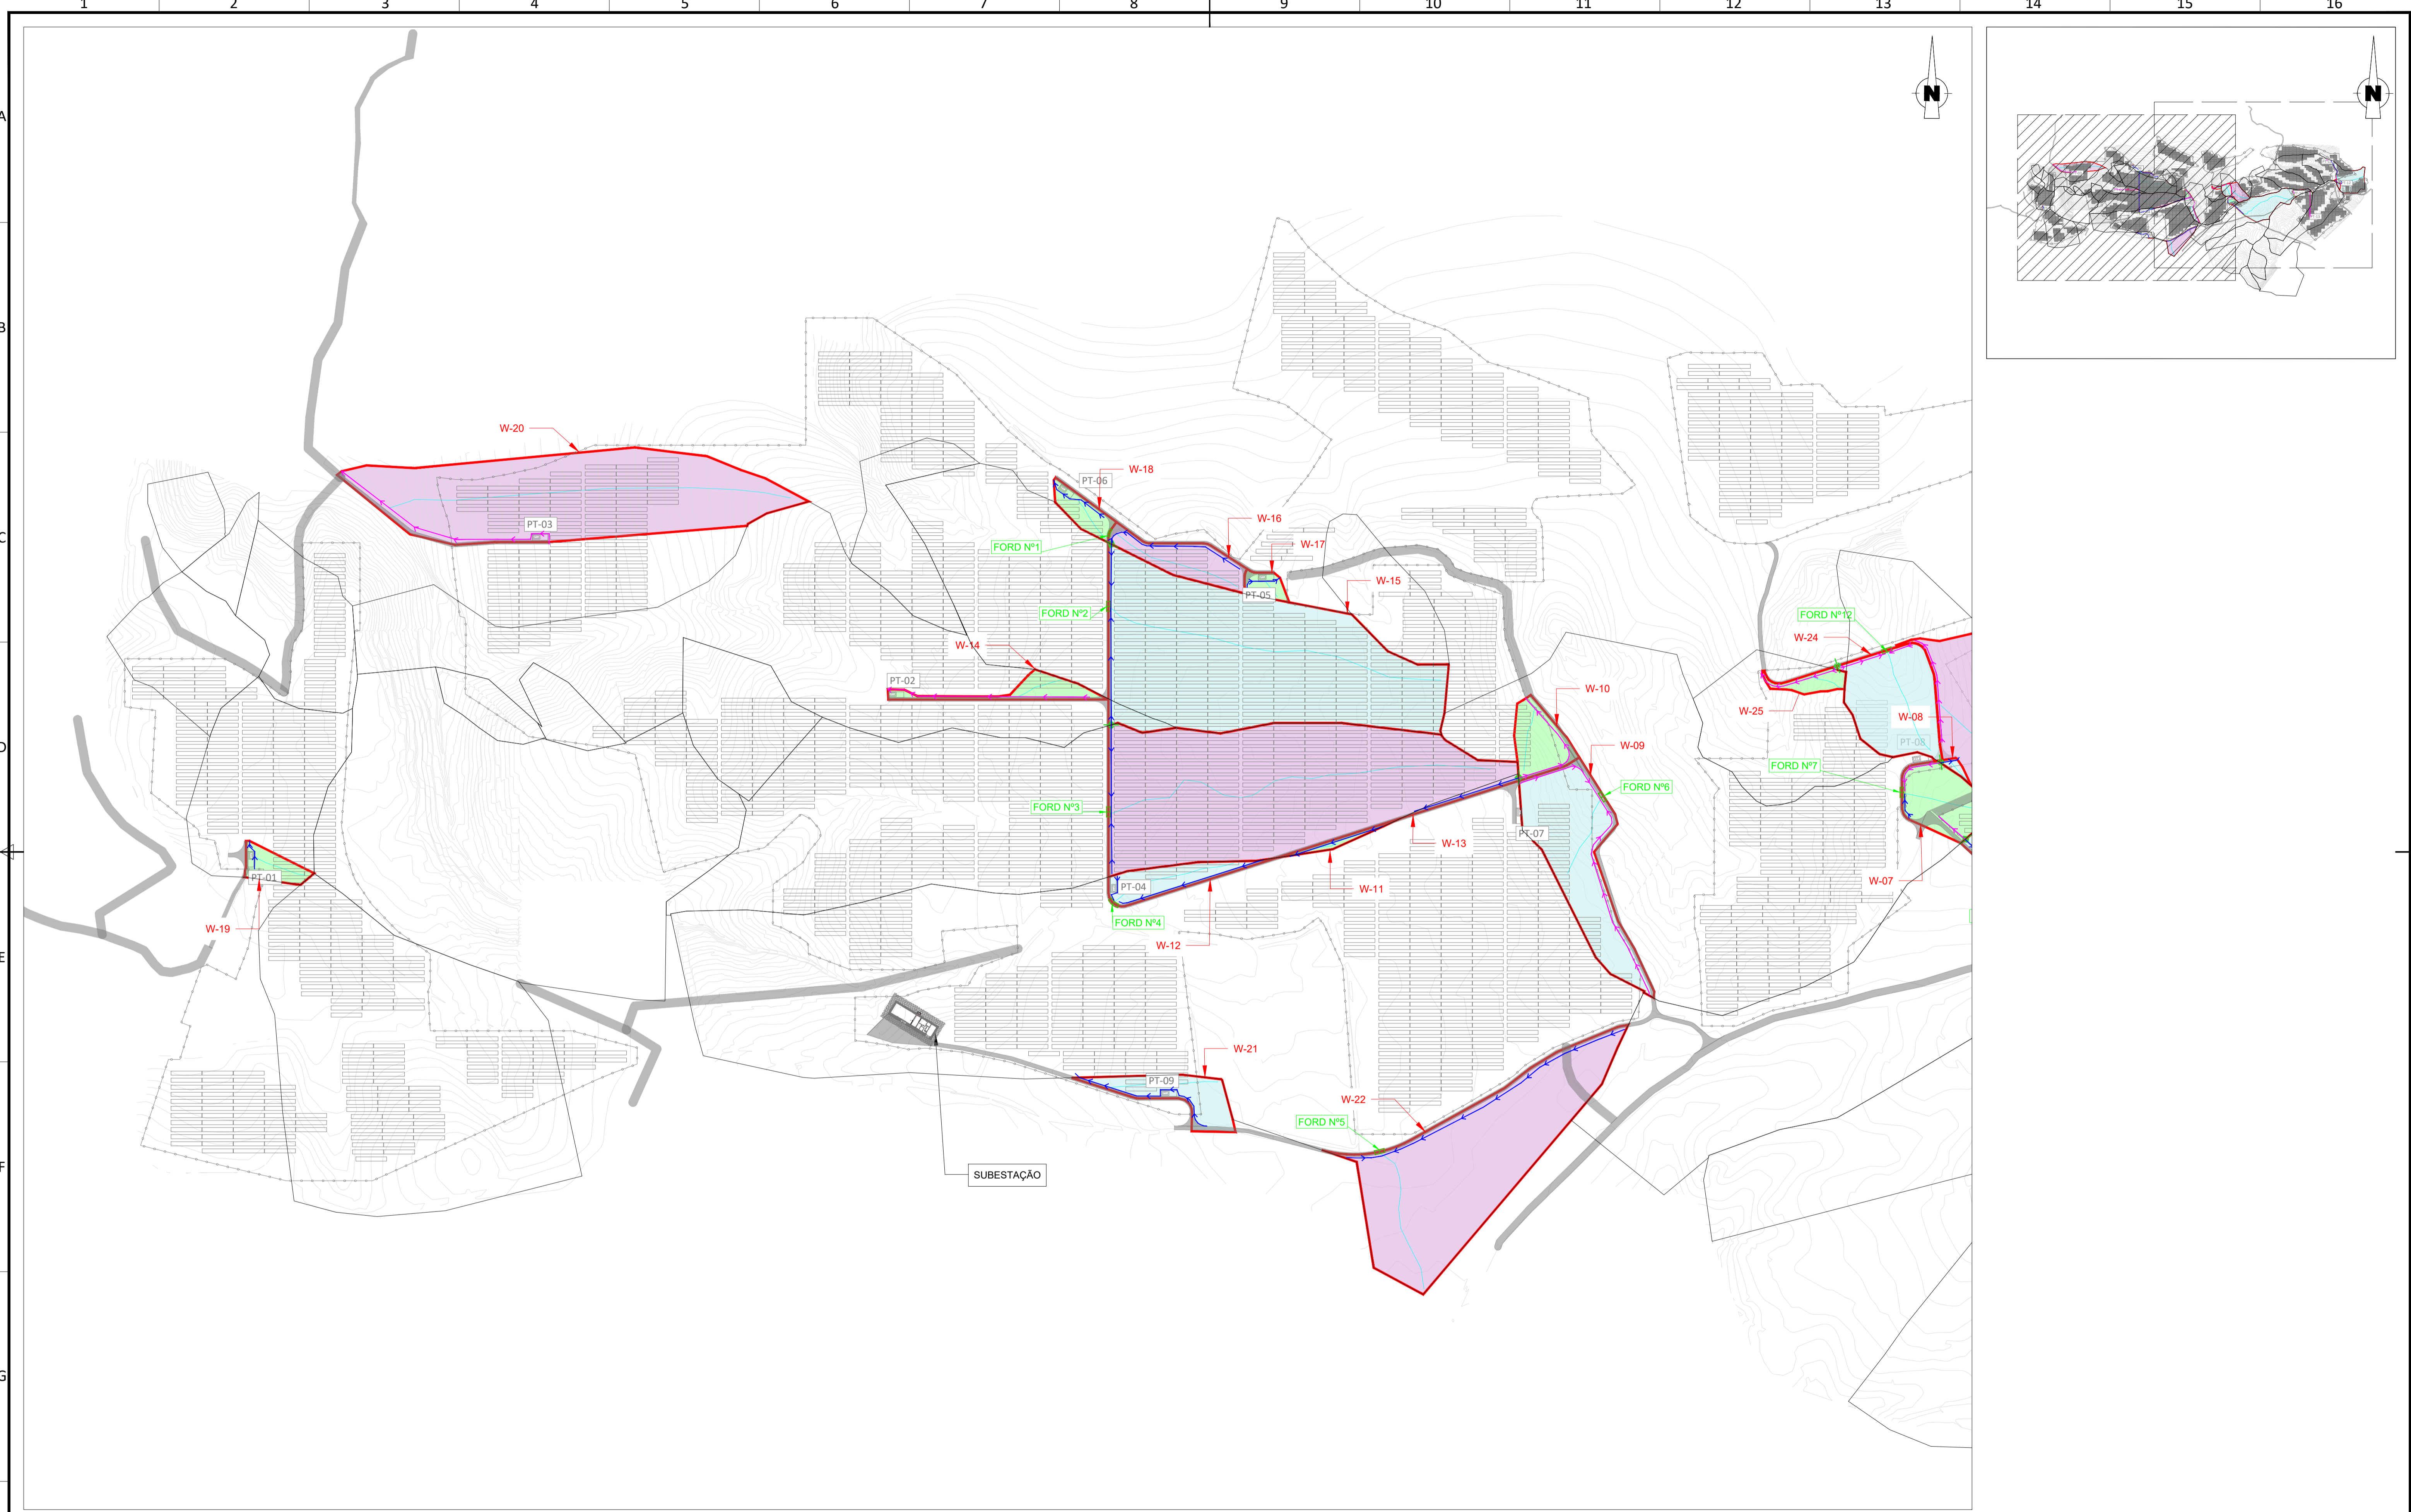 1 2 3 4 5 6 7 8 9 10 11 12 13 14 15 16
A
N
N
B
W-20
W-18
PT-06
W-16
PT-03
C
FORD Nº1
W-17
W-15
PT-05
FORD Nº2
FORD Nº12
W-24
W-14
PT-02
W-10
W-25
W-08
D
PT-08
W-09
FORD Nº7
FORD Nº6
FORD Nº3
PT-07
W-13
PT-01
W-07
PT-04
W-11
FORD Nº4
W-19
W-12
E
W-21
PT-09
W-22
FORD Nº5
F
SUBESTAÇÃO
G